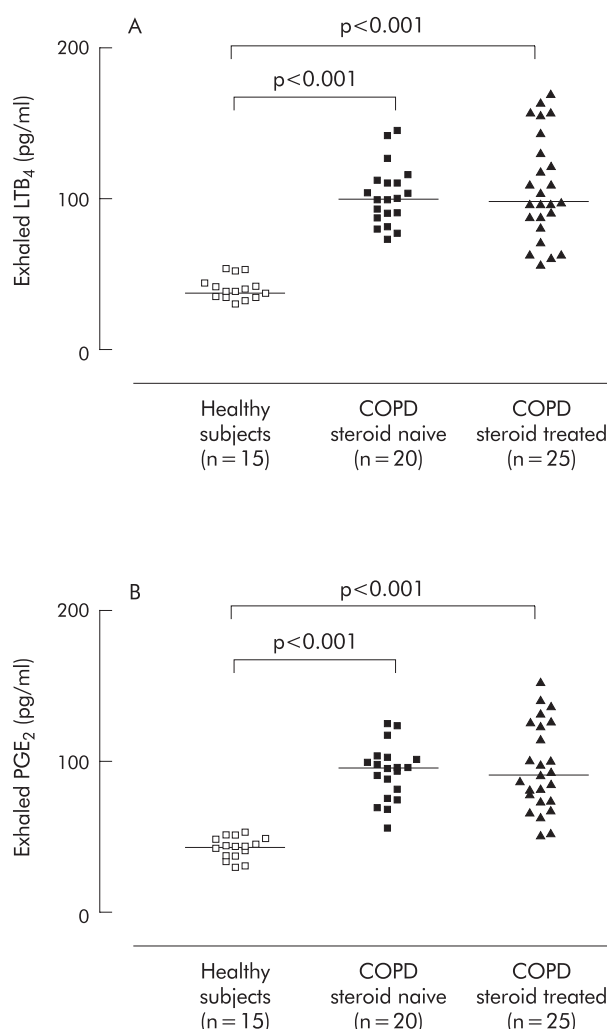 A
200
p<0.001
p<0.001
Exhaled LTB₄ (pg/ml)
100
0
Healthy subjects (n = 15)
COPD steroid naive (n = 20)
COPD steroid treated (n = 25)
B
200
p<0.001
p<0.001
Exhaled PGE₂ (pg/ml)
100
0
Healthy subjects (n = 15)
COPD steroid naive (n = 20)
COPD steroid treated (n = 25)